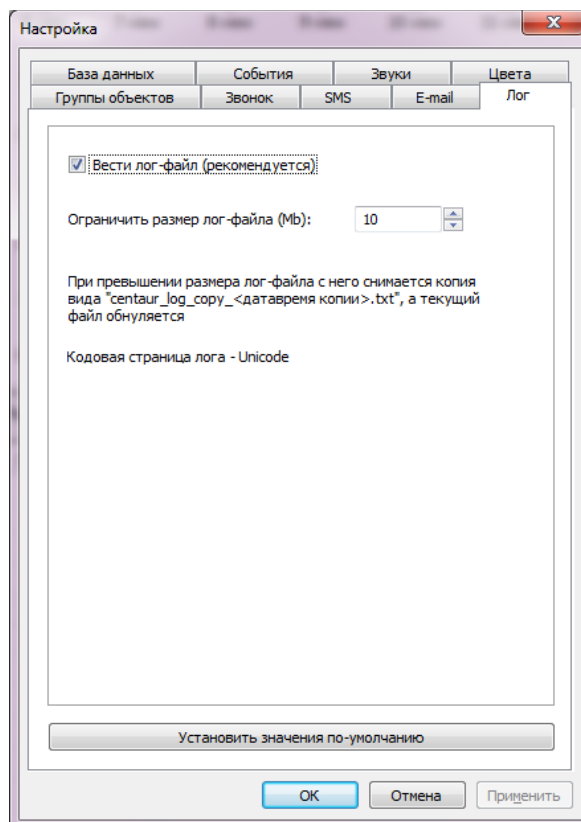 Настройка
База данных События Звуки Цвета
Группы объектов Звонок SMS E-mail Лог
Вести лог-файл (рекомендуется)
Ограничить размер лог-файла (Mb): 10
При превышении размера лог-файла с него снимается копия
вида "centaur_log_copy_<датавремя копии>.txt", а текущий
файл обнуляется
Кодовая страница лога - Unicode
Установить значения по-умолчанию
OK Отмена Применить